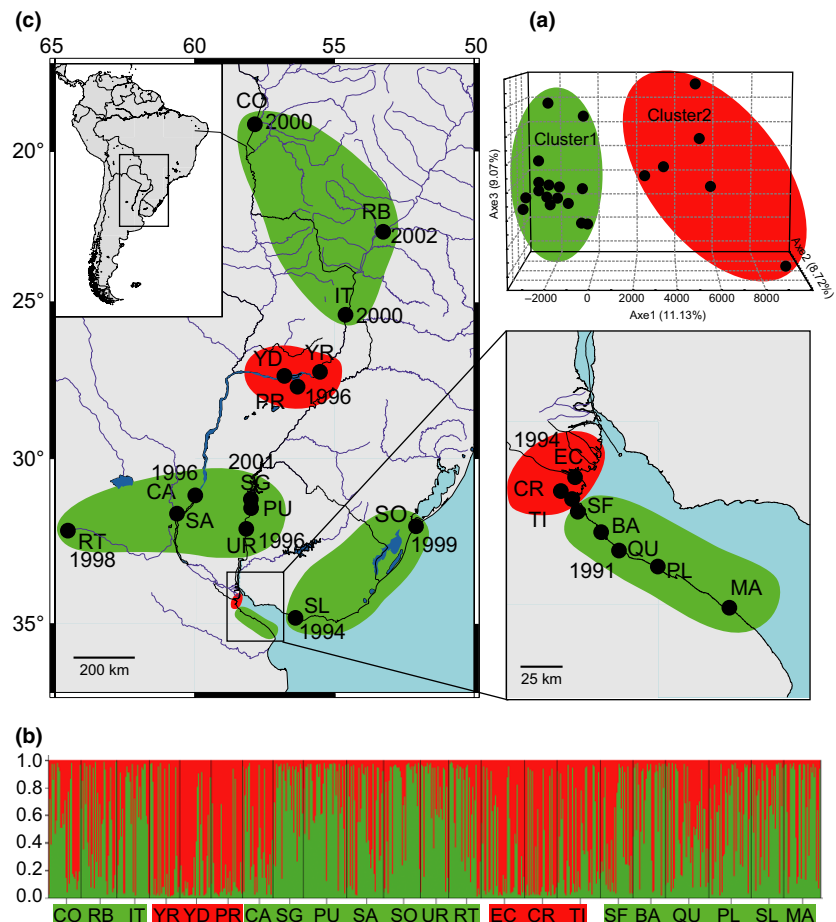 (c)
(a)
65 60 55 50
20°
25°
30°
35°
CO
2000
RB
2002
IT
2000
YD YR
PR 1996
1996
CA
SA
RT
1998
2001
SG
PU
UR 1996
SO
1999
SL
1994
200 km
Cluster1
Cluster2
Axe3 (9.07%)
Axe2 (8.72%)
−2000 0 2000 4000 6000 8000
Axe1 (11.13%)
1994
EC
CR
TI
SF
BA
QU
1991
PL
MA
25 km
(b)
1.0
0.8
0.6
0.4
0.2
0.0
CO RB IT YR YD PR CA SG PU SA SO UR RT EC CR TI SF BA QU PL SL MA